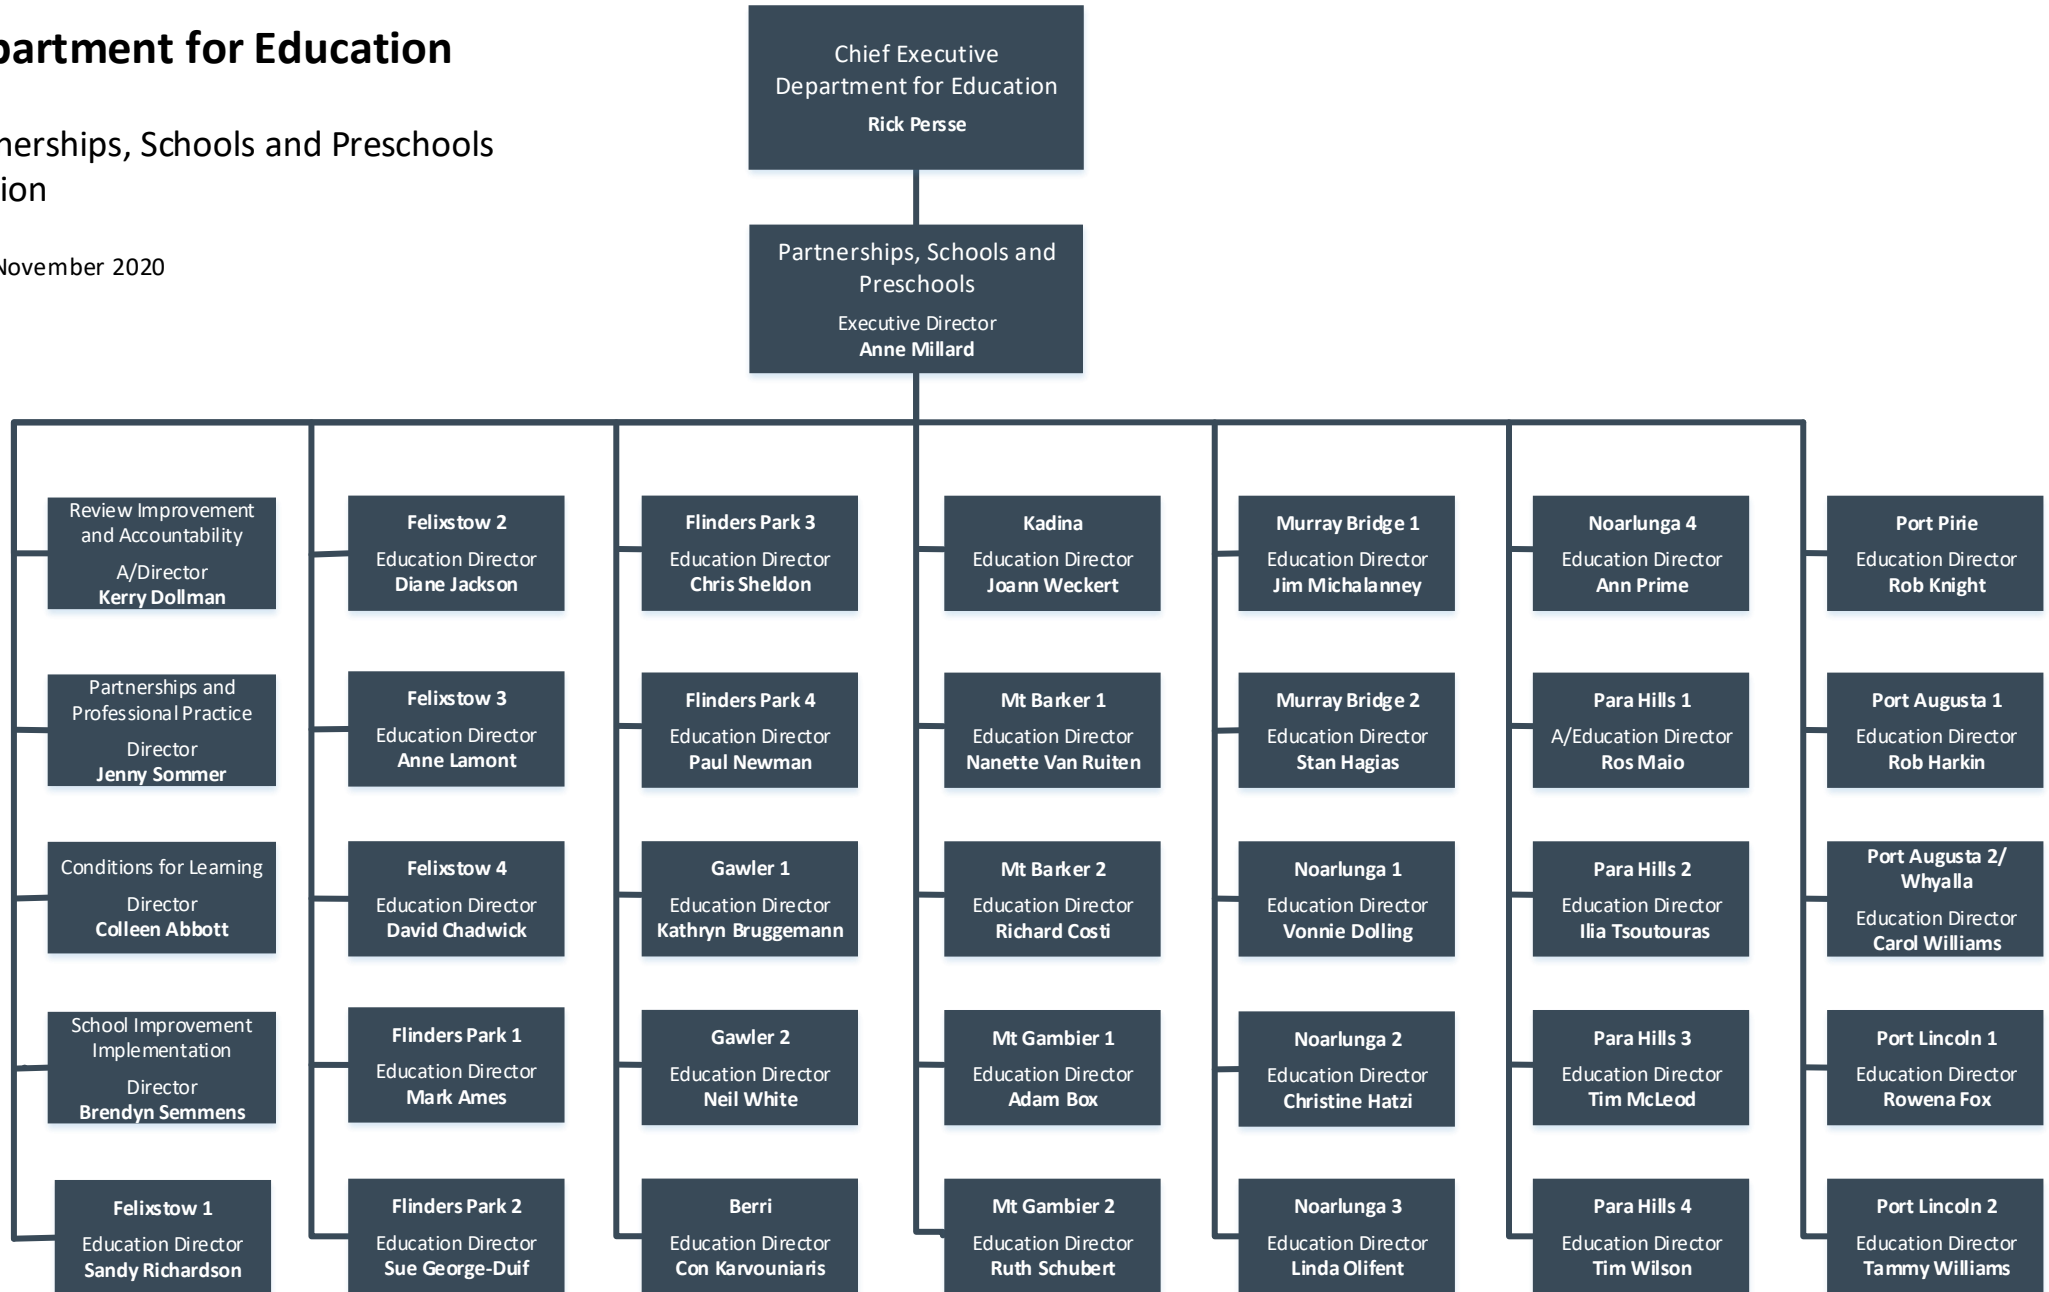 partment for Education
nerships, Schools and Preschools
ion
November 2020
Chief Executive
Department for Education
Rick Persse
Partnerships, Schools and
Preschools
Executive Director
Anne Millard
Review Improvement
and Accountability
A/Director
Kerry Dollman
Partnerships and
Professional Practice
Director
Jenny Sommer
Conditions for Learning
Director
Colleen Abbott
School Improvement
Implementation
Director
Brendyn Semmens
Felixstow 1
Education Director
Sandy Richardson
Felixstow 2
Education Director
Diane Jackson
Felixstow 3
Education Director
Anne Lamont
Felixstow 4
Education Director
David Chadwick
Flinders Park 1
Education Director
Mark Ames
Flinders Park 2
Education Director
Sue George-Duif
Flinders Park 3
Education Director
Chris Sheldon
Flinders Park 4
Education Director
Paul Newman
Gawler 1
Education Director
Kathryn Bruggemann
Gawler 2
Education Director
Neil White
Berri
Education Director
Con Karvouniaris
Kadina
Education Director
Joann Weckert
Mt Barker 1
Education Director
Nanette Van Ruiten
Mt Barker 2
Education Director
Richard Costi
Mt Gambier 1
Education Director
Adam Box
Mt Gambier 2
Education Director
Ruth Schubert
Murray Bridge 1
Education Director
Jim Michalanney
Murray Bridge 2
Education Director
Stan Hagias
Noarlunga 1
Education Director
Vonnie Dolling
Noarlunga 2
Education Director
Christine Hatzi
Noarlunga 3
Education Director
Linda Olifent
Noarlunga 4
Education Director
Ann Prime
Para Hills 1
A/Education Director
Ros Maio
Para Hills 2
Education Director
Ilia Tsoutouras
Para Hills 3
Education Director
Tim McLeod
Para Hills 4
Education Director
Tim Wilson
Port Pirie
Education Director
Rob Knight
Port Augusta 1
Education Director
Rob Harkin
Port Augusta 2/
Whyalla
Education Director
Carol Williams
Port Lincoln 1
Education Director
Rowena Fox
Port Lincoln 2
Education Director
Tammy Williams